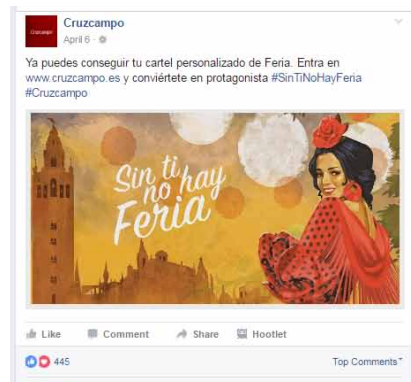 Cruzcampo
Cruzcampo
April 6 ·
Ya puedes conseguir tu cartel personalizado de Feria. Entra en
www.cruzcampo.es y conviértete en protagonista #SinTiNoHayFeria
#Cruzcampo
Sin ti
no hay
Feria
Like Comment Share Hootlet
445 Top Comments